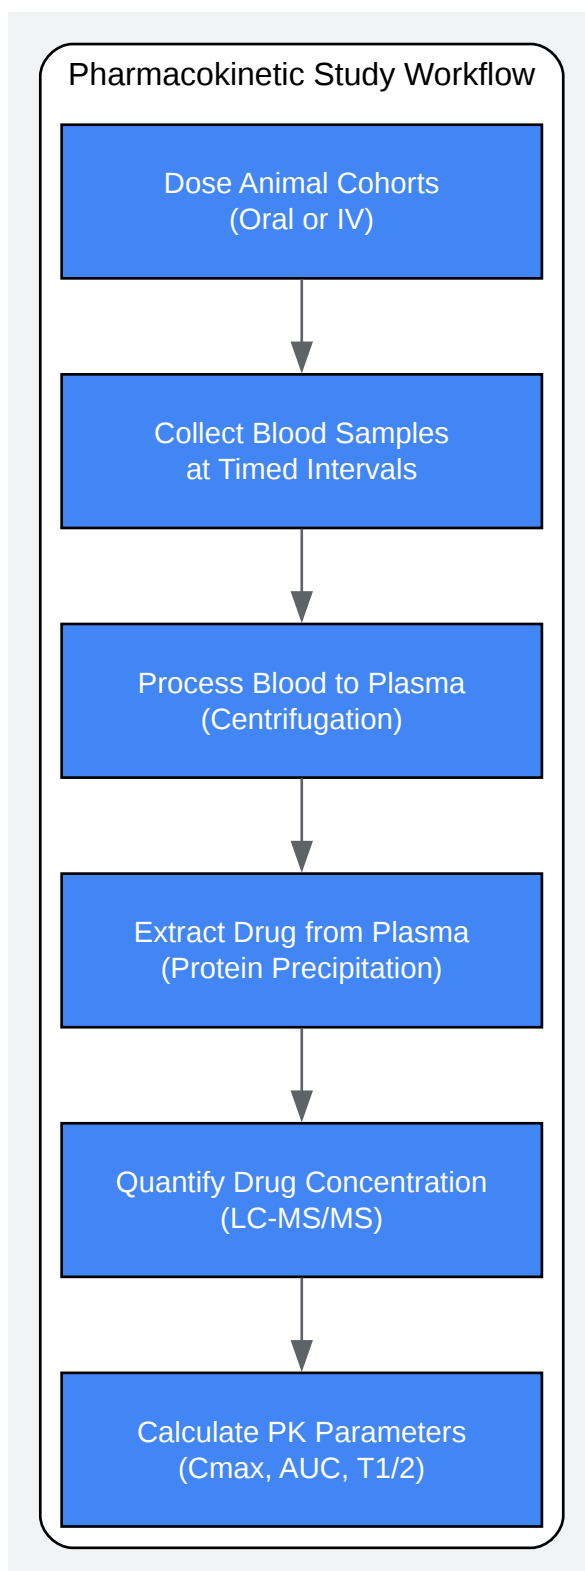 Pharmacokinetic Study Workflow
Dose Animal Cohorts
(Oral or IV)
Collect Blood Samples
at Timed Intervals
Process Blood to Plasma
(Centrifugation)
Extract Drug from Plasma
(Protein Precipitation)
Quantify Drug Concentration
(LC-MS/MS)
Calculate PK Parameters
(Cmax, AUC, T1/2)